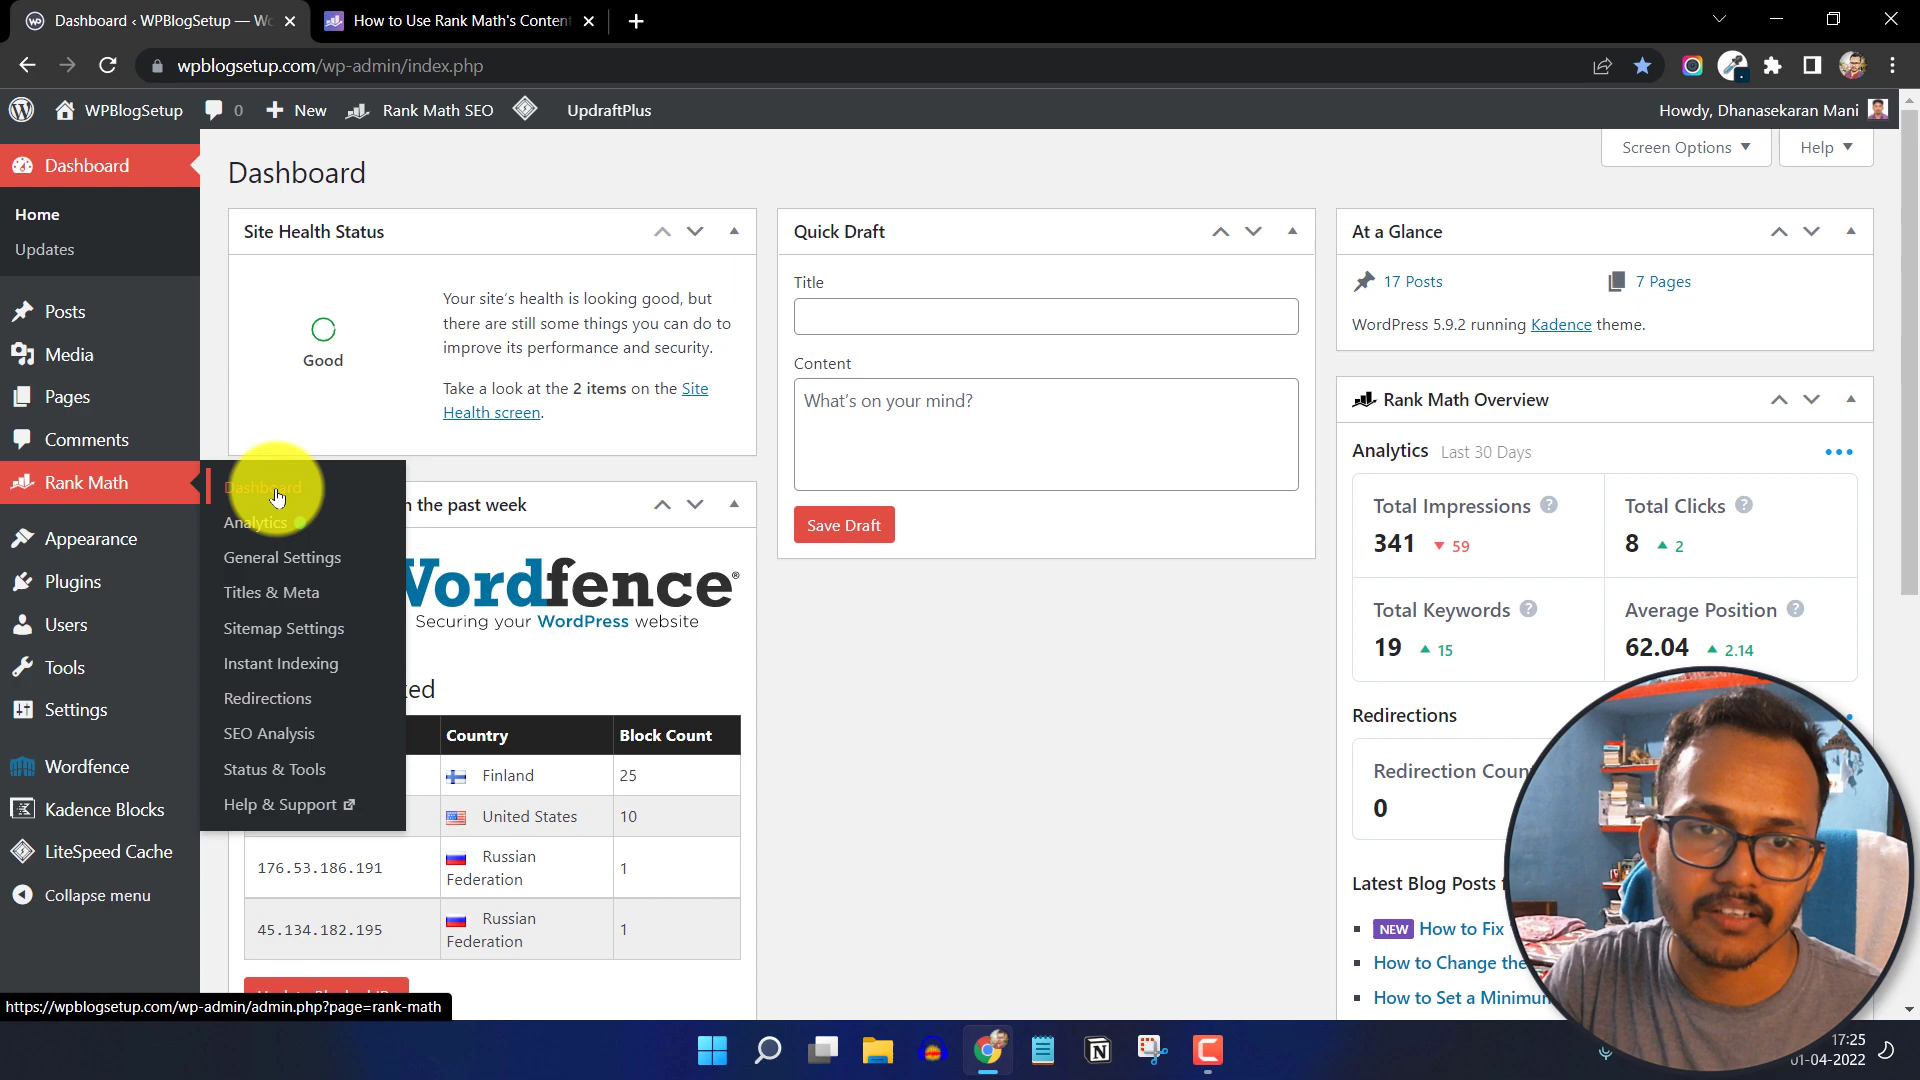 Dashboard ‹ WPBlogSetup — Wo
How to Use Rank Math's Conten
wpblogsetup.com/wp-admin/index.php
WPBlogSetup
0
New
Rank Math SEO
UpdraftPlus
Howdy, Dhanasekaran Mani
Dashboard
Home
Updates
Posts
Media
Pages
Comments
Rank Math
Appearance
Plugins
Users
Tools
Settings
Wordfence
Kadence Blocks
LiteSpeed Cache
Collapse menu
Dashboard
Analytics
General Settings
Titles & Meta
Sitemap Settings
Instant Indexing
Redirections
SEO Analysis
Status & Tools
Help & Support
Dashboard
Screen Options
Help
Site Health Status
Good
Your site's health is looking good, but
there are still some things you can do to
improve its performance and security.
Take a look at the 2 items on the Site
Health screen.
n the past week
Wordfence®
Securing your WordPress website
ked
Country
Block Count
Finland
25
United States
10
176.53.186.191
Russian
Federation
1
45.134.182.195
Russian
Federation
1
Quick Draft
Title
Content
What's on your mind?
Save Draft
At a Glance
17 Posts
7 Pages
WordPress 5.9.2 running Kadence theme.
Rank Math Overview
Analytics Last 30 Days
Total Impressions
341
59
Total Clicks
8
2
Total Keywords
19
15
Average Position
62.04
2.14
Redirections
Redirection Coun
0
Latest Blog Posts f
NEW How to Fix
How to Change the
How to Set a Minimum
https://wpblogsetup.com/wp-admin/admin.php?page=rank-math
17:25
01-04-2022